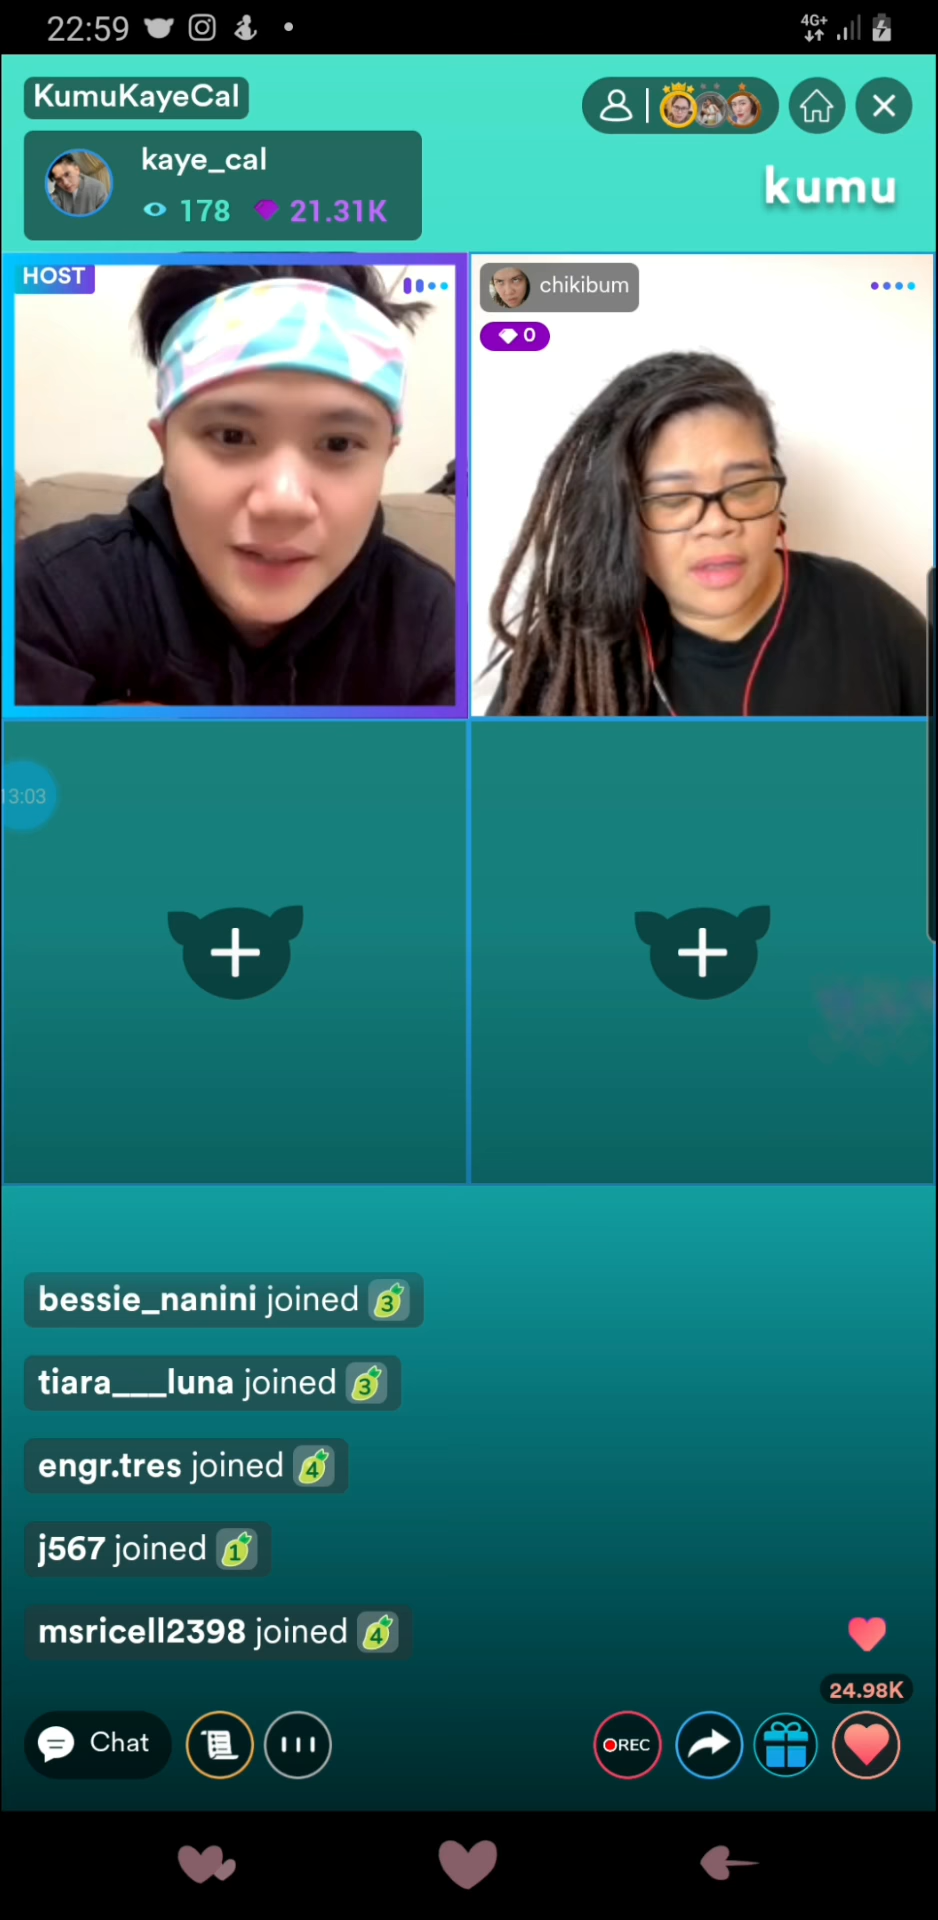 22:59
4G+
KumuKayeCal
kaye_cal
178 21.31K
kumu
HOST
chikibum
0
13:03
bessie_nanini joined 3
tiara___luna joined 3
engr.tres joined 4
j567 joined 1
msricell2398 joined 4
24.98K
Chat
REC